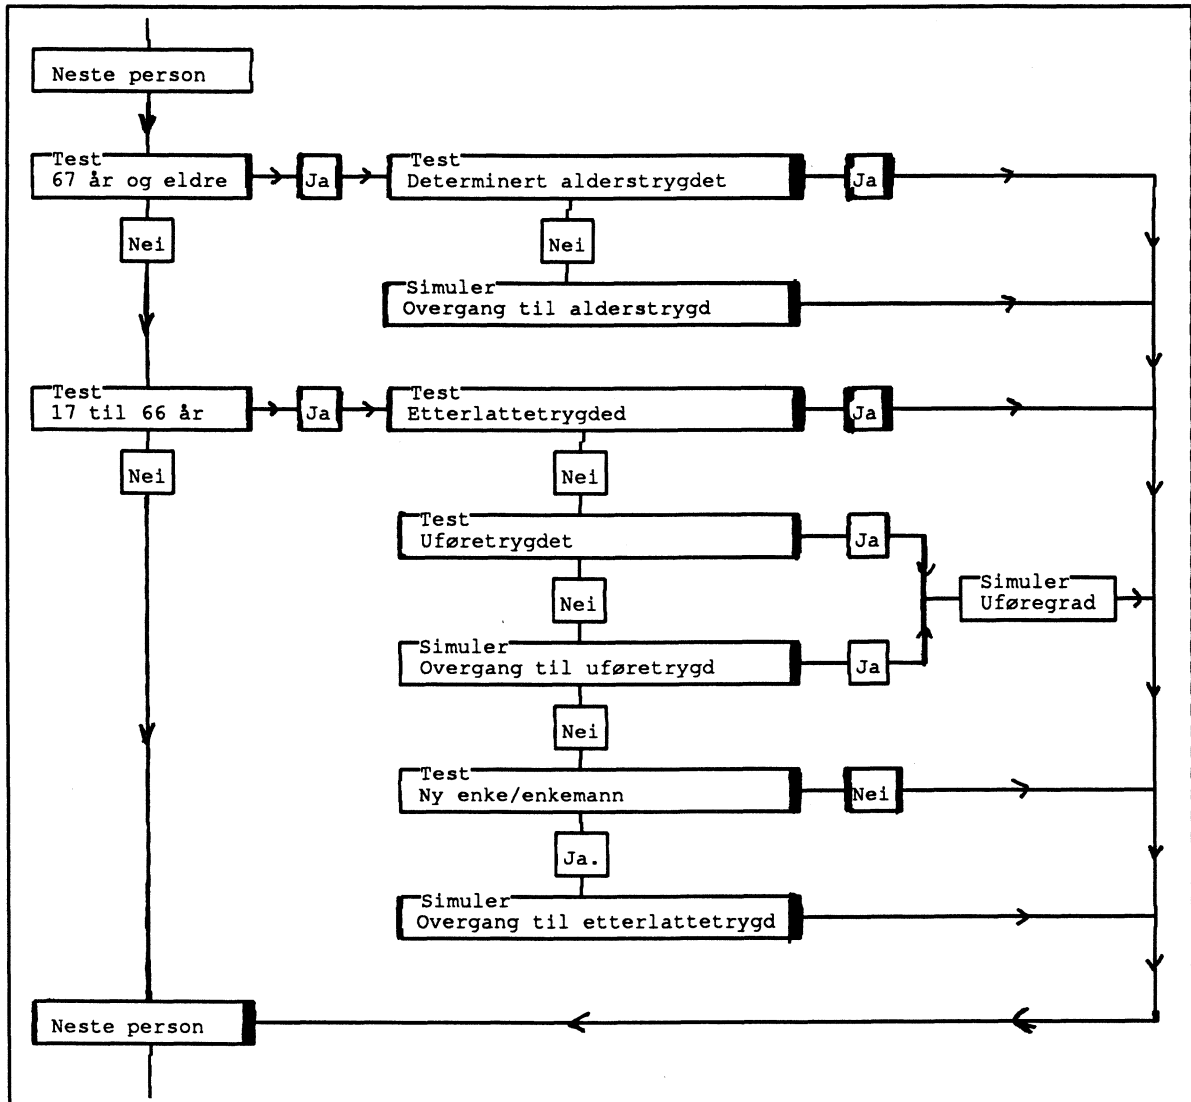 Neste person
Test
67 år og eldre
Ja
Test
Determinert alderstrygdet
Ja
Nei
Nei
Simuler
Overgang til alderstrygd
Test
17 til 66 år
Ja
Test
Etterlattetrygded
Ja
Nei
Nei
Test
Uføretrygdet
Ja
Nei
Simuler
Uføregrad
Simuler
Overgang til uføretrygd
Ja
Nei
Test
Ny enke/enkemann
Nei
Ja.
Simuler
Overgang til etterlattetrygd
Neste person